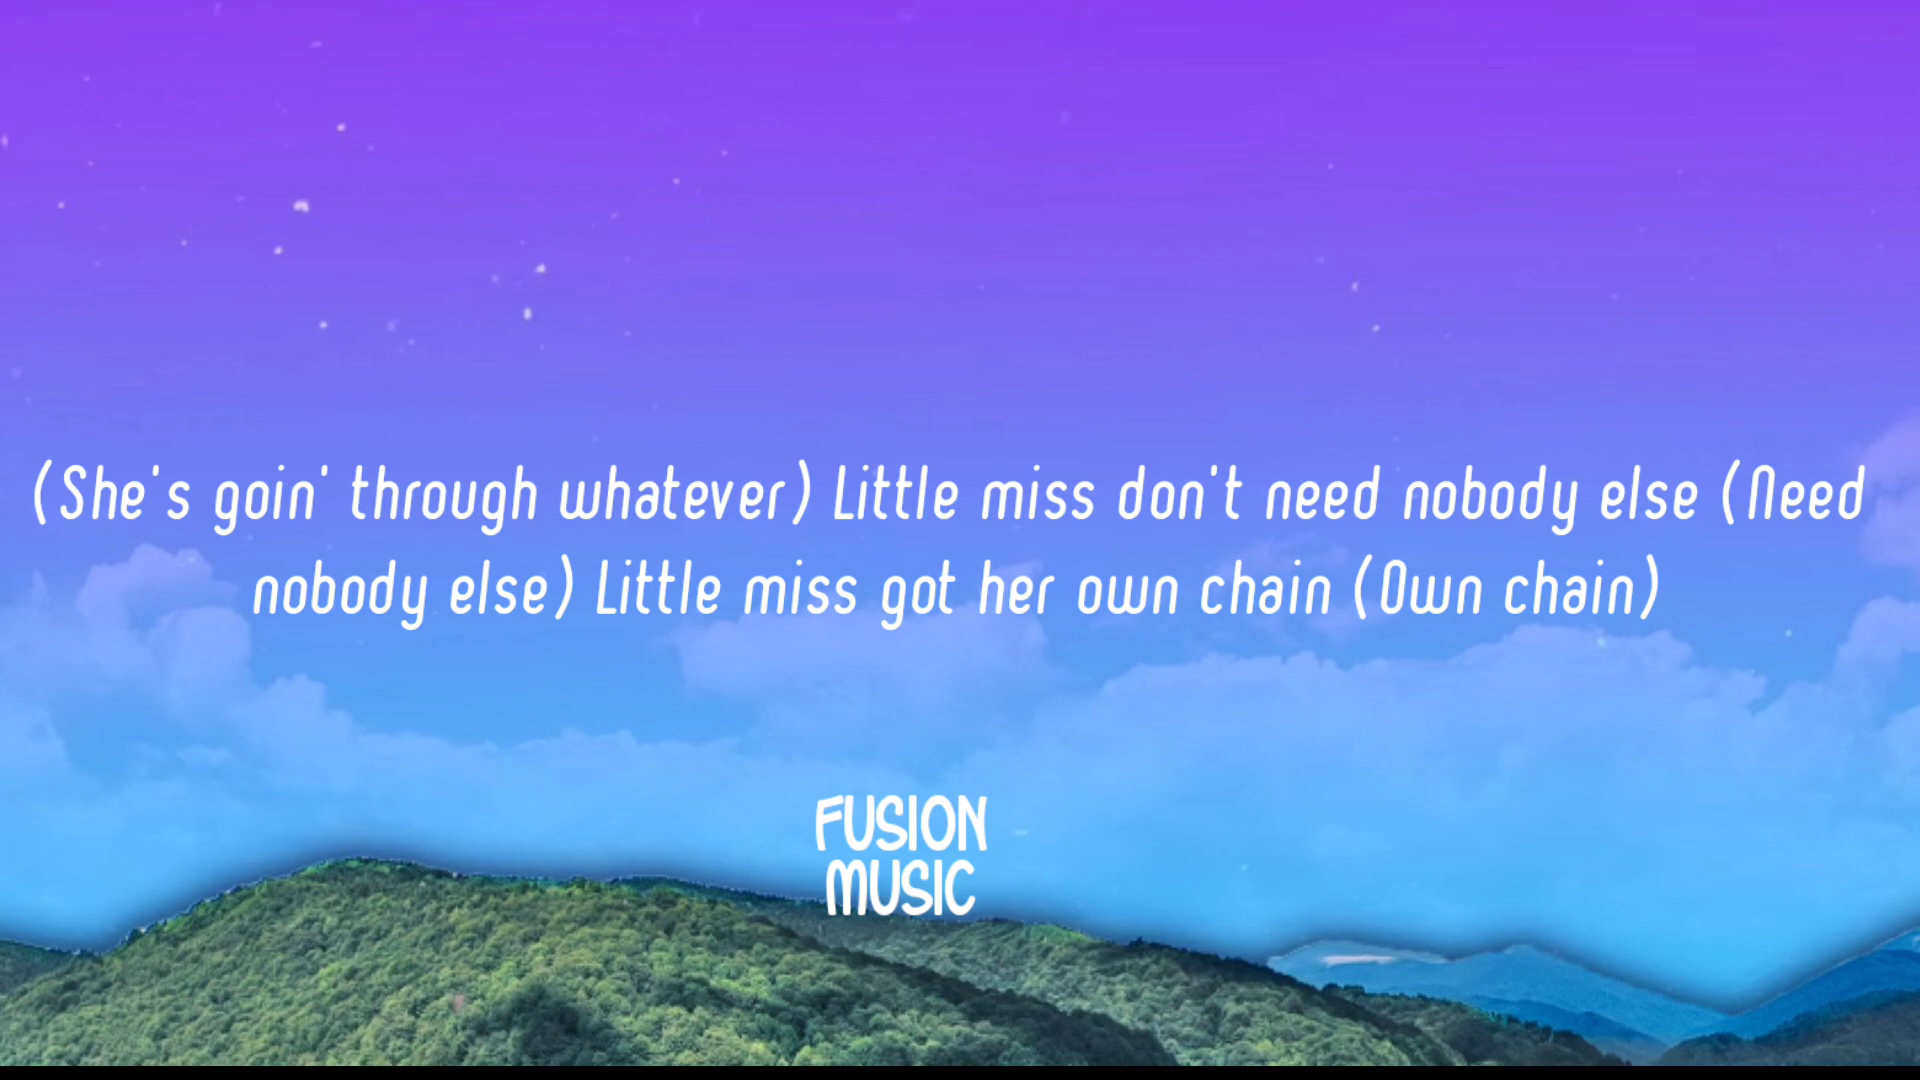 (She's goin' through whatever) Little miss don't need nobody else (Need
nobody else) Little miss got her own chain (Own chain)
FUSION
MUSIC